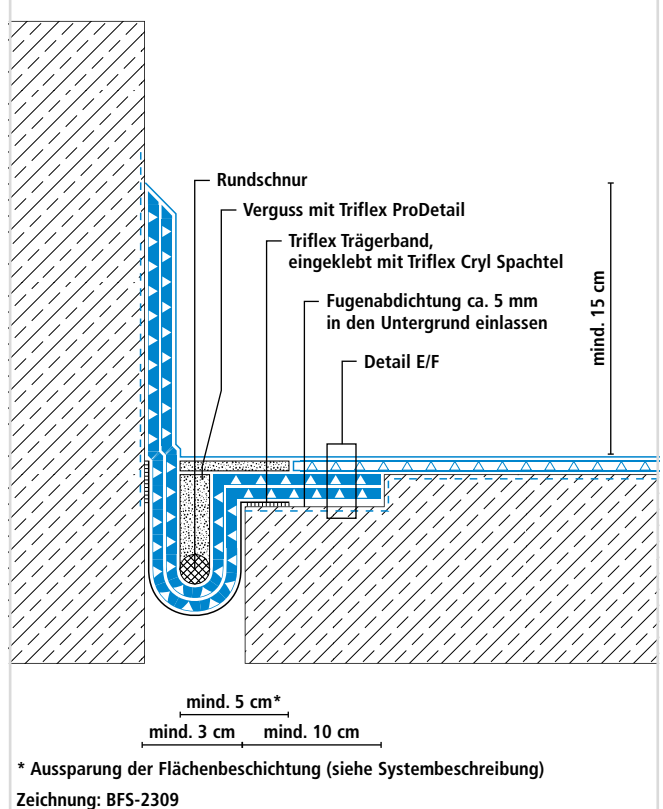 Rundschnur
Verguss mit Triflex ProDetail
Triflex Trägerband,
eingeklebt mit Triflex Cryl Spachtel
Fugenabdichtung ca. 5 mm
in den Untergrund einlassen
Detail E/F
mind. 15 cm
mind. 5 cm*
mind. 3 cm
mind. 10 cm
* Aussparung der Flächenbeschichtung (siehe Systembeschreibung)
Zeichnung: BFS-2309